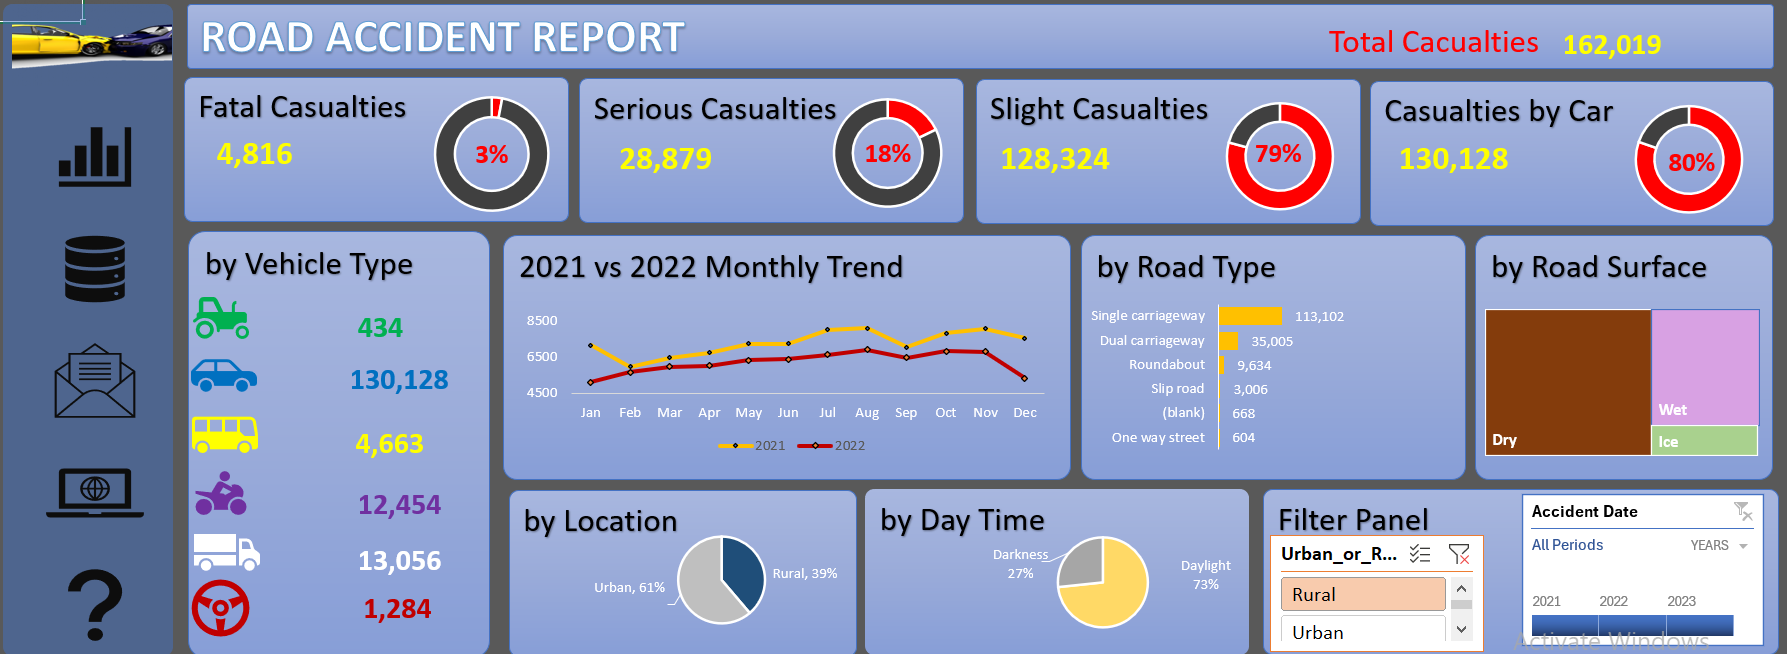 ROAD ACCIDENT REPORT
Total Cacualties 162,019
Fatal Casualties
4,816
3%
Serious Casualties
28,879
18%
Slight Casualties
128,324
79%
Casualties by Car
130,128
80%
by Vehicle Type
434
130,128
4,663
12,454
13,056
1,284
2021 vs 2022 Monthly Trend
8500
6500
4500
Jan Feb Mar Apr May Jun Jul Aug Sep Oct Nov Dec
2021 2022
by Road Type
Single carriageway 113,102
Dual carriageway 35,005
Roundabout 9,634
Slip road 3,006
(blank) 668
One way street 604
by Road Surface
Dry
Wet
Ice
by Location
Urban, 61%
Rural, 39%
by Day Time
Darkness
27%
Daylight
73%
Filter Panel
Urban_or_R...
Rural
Urban
Accident Date
All Periods YEARS
2021 2022 2023
Activate Windows